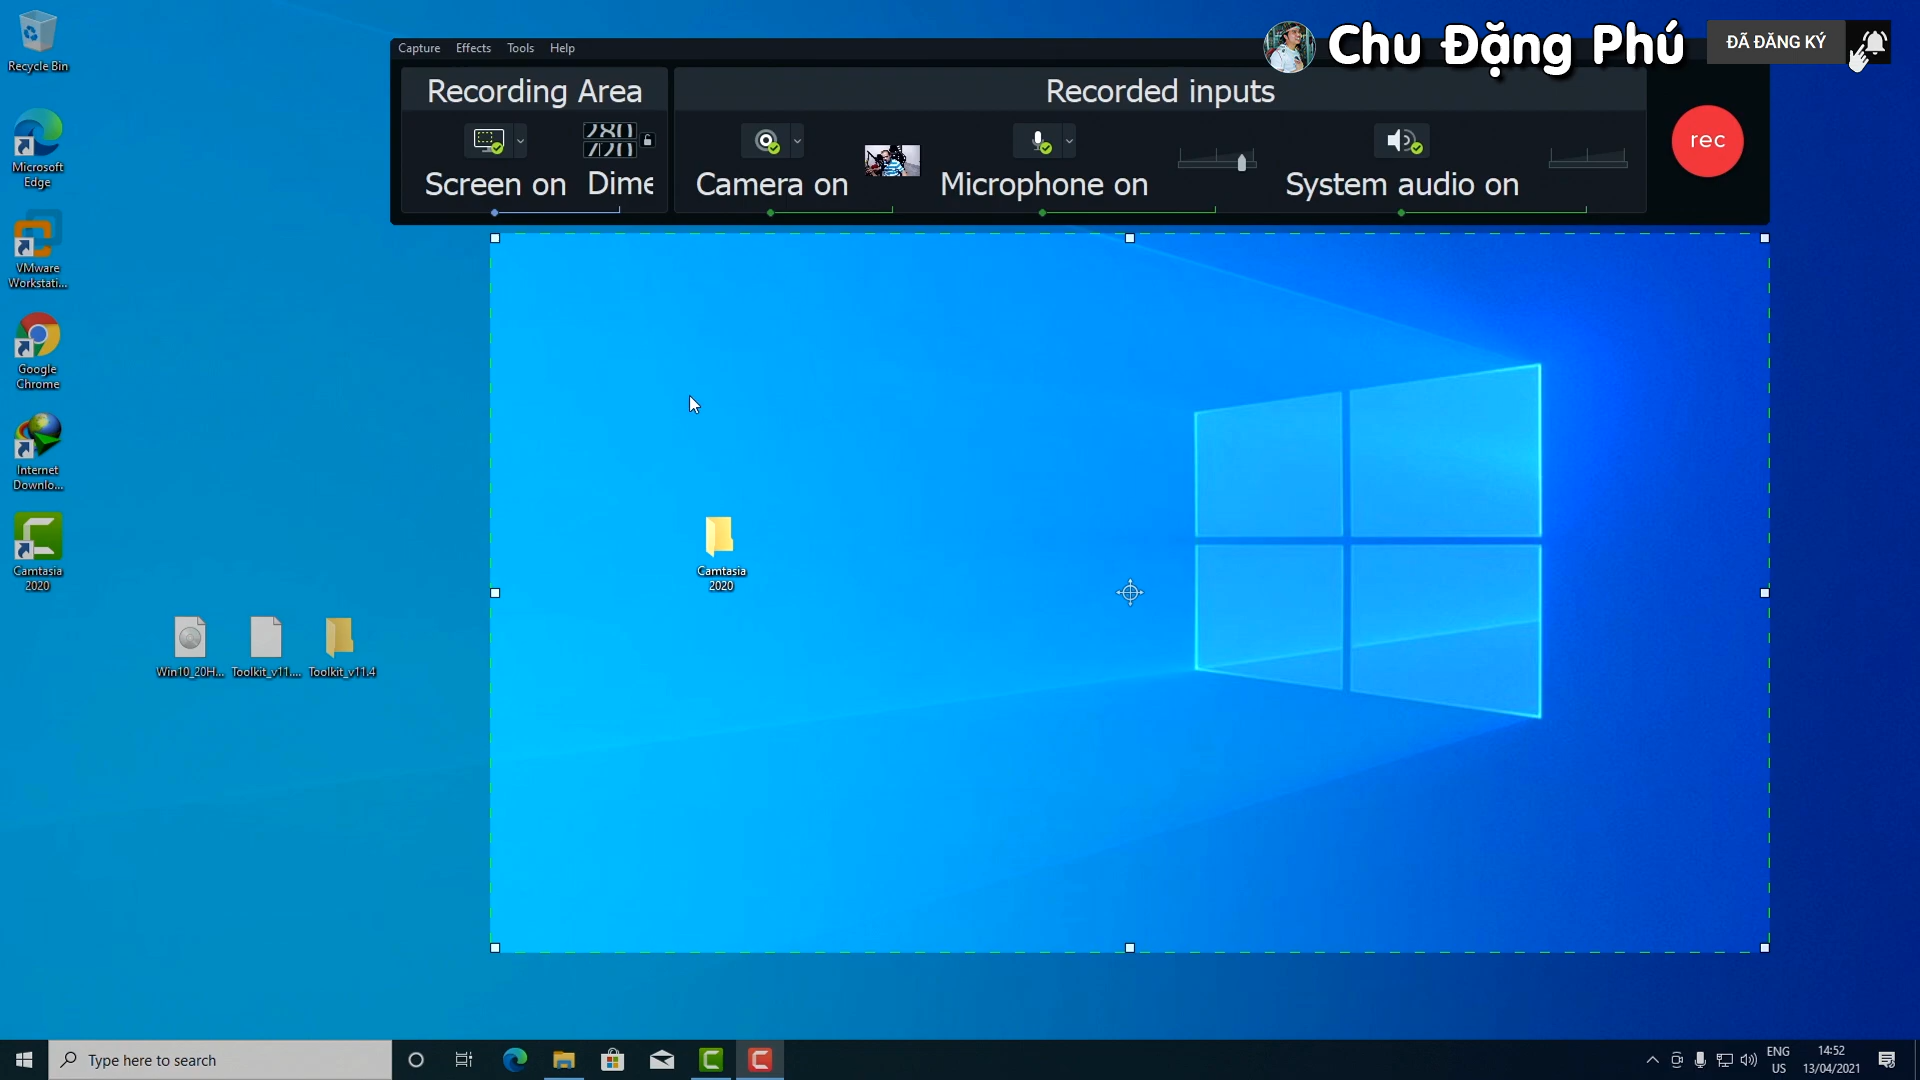 Chu Đặng Phú
ĐÃ ĐĂNG KÝ
Capture Effects Tools Help
Recording Area
Recorded inputs
rec
Screen on
Camera on
Microphone on
System audio on
Recycle Bin
Microsoft
Edge
VMware
Workstati...
Google
Chrome
Internet
Downlo...
Camtasia
2020
Camtasia
2020
Win10_20H...
Toolkit_v11....
Toolkit_v11.4
Type here to search
ENG
US
14:52
13/04/2021